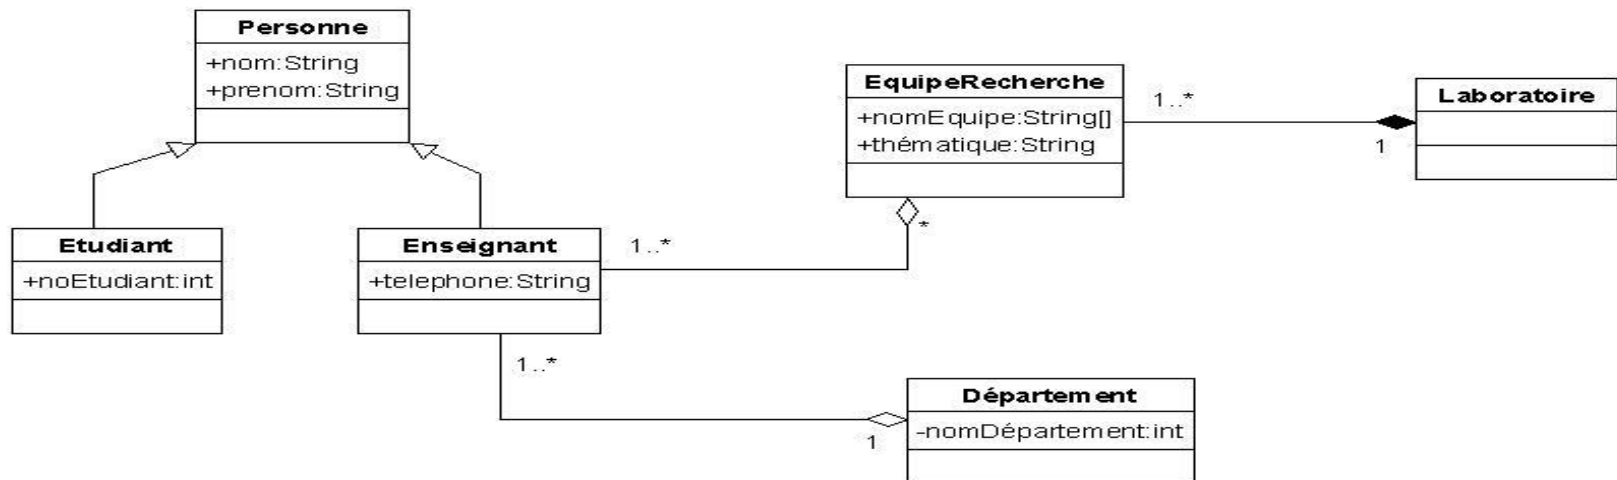 Personne
+nom:String
+prenom:String
EquipeRecherche
+nomEquipe:String[]
+thématique:String
1..*
1
Laboratoire
Etudiant
+noEtudiant:int
Enseignant
+telephone:String
1..*
*
1..*
1
Département
-nomDépartement:int